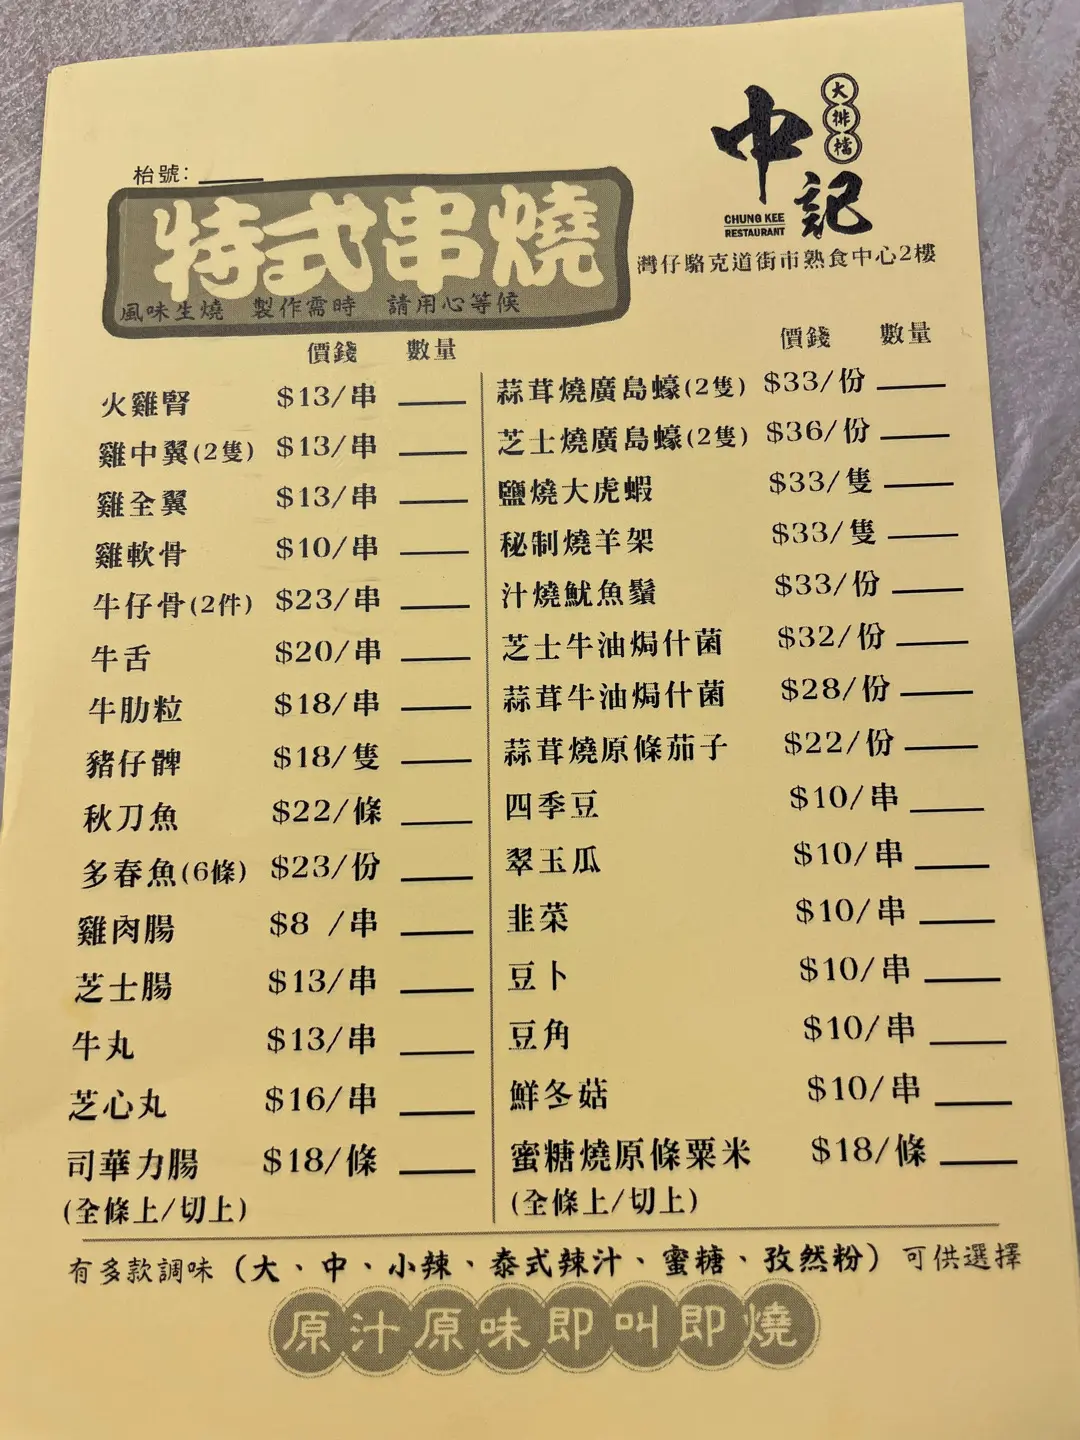 大排檔
中記
CHUNG KEE
RESTAURANT
灣仔駱克道街市熟食中心2樓
枱號：
特式串燒
風味生燒 製作需時 請用心等候
價錢 數量
火雞腎 $13/串
雞中翼(2隻) $13/串
雞全翼 $13/串
雞軟骨 $10/串
牛仔骨(2件) $23/串
牛舌 $20/串
牛肋粒 $18/串
豬仔髀 $18/隻
秋刀魚 $22/條
多春魚(6條) $23/份
雞肉腸 $8 /串
芝士腸 $13/串
牛丸 $13/串
芝心丸 $16/串
司華力腸 $18/條
(全條上/切上)
價錢 數量
蒜茸燒廣島蠔(2隻) $33/份
芝士燒廣島蠔(2隻) $36/份
鹽燒大虎蝦 $33/隻
秘制燒羊架 $33/隻
汁燒魷魚鬚 $33/份
芝士牛油焗什菌 $32/份
蒜茸牛油焗什菌 $28/份
蒜茸燒原條茄子 $22/份
四季豆 $10/串
翠玉瓜 $10/串
韭菜 $10/串
豆卜 $10/串
豆角 $10/串
鮮冬菇 $10/串
蜜糖燒原條粟米 $18/條
(全條上/切上)
有多款調味（大、中、小辣、泰式辣汁、蜜糖、孜然粉）可供選擇
原汁原味即叫即燒